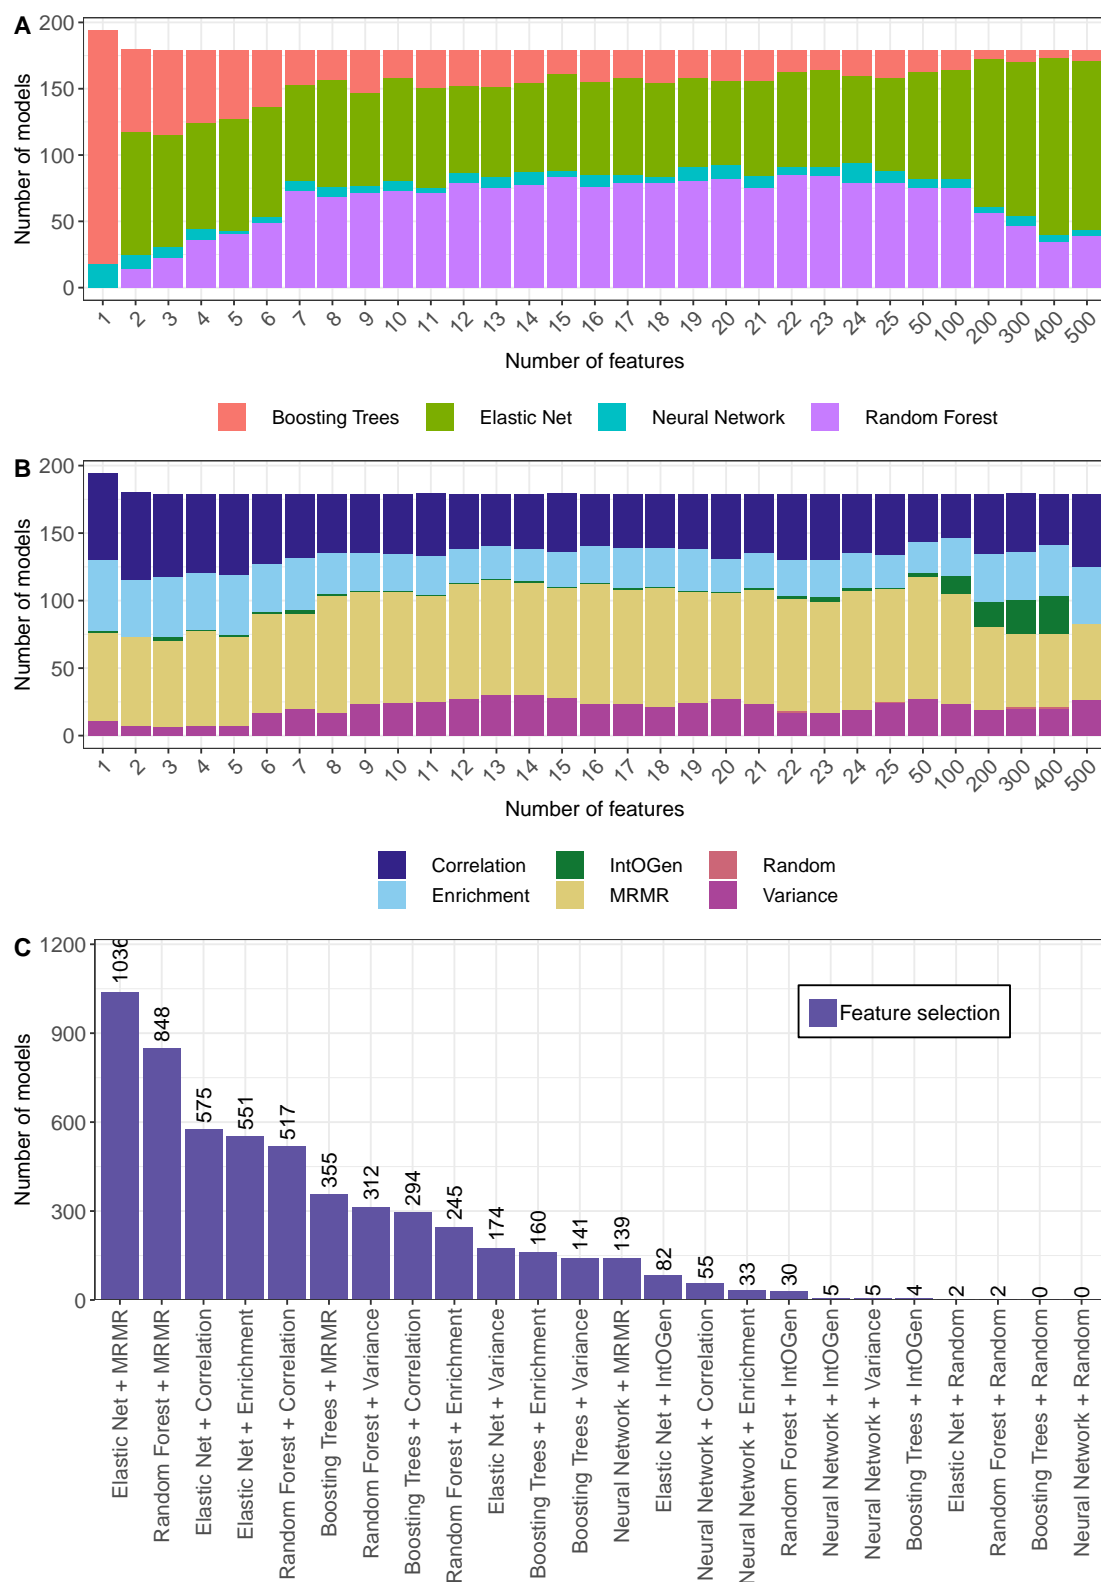 A
Number of models
200
150
100
50
0
1 2 3 4 5 6 7 8 9 10 11 12 13 14 15 16 17 18 19 20 21 22 23 24 25 50 100 200 300 400 500
Number of features
Boosting Trees Elastic Net Neural Network Random Forest
B
Number of models
200
150
100
50
0
1 2 3 4 5 6 7 8 9 10 11 12 13 14 15 16 17 18 19 20 21 22 23 24 25 50 100 200 300 400 500
Number of features
Correlation IntOGen Random
Enrichment MRMR Variance
C
Number of models
1200
900
600
300
0
1036 848 575 551 517 355 312 294 245 174 160 141 139 82 55 33 30 5 5 4 2 2 0 0
Feature selection
Elastic Net + MRMR
Random Forest + MRMR
Elastic Net + Correlation
Elastic Net + Enrichment
Random Forest + Correlation
Boosting Trees + MRMR
Random Forest + Variance
Boosting Trees + Correlation
Random Forest + Enrichment
Elastic Net + Variance
Boosting Trees + Enrichment
Boosting Trees + Variance
Neural Network + MRMR
Elastic Net + IntOGen
Neural Network + Correlation
Neural Network + Enrichment
Random Forest + IntOGen
Neural Network + IntOGen
Neural Network + Variance
Boosting Trees + IntOGen
Elastic Net + Random
Random Forest + Random
Boosting Trees + Random
Neural Network + Random